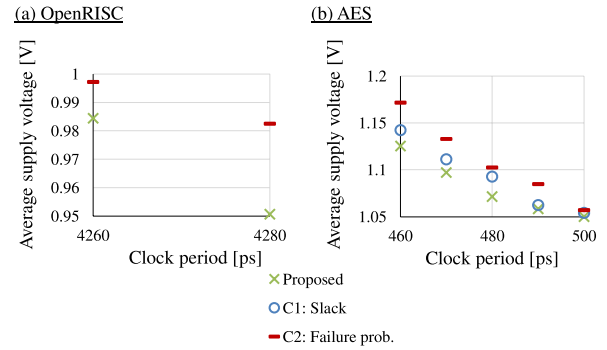 (a) OpenRISC
Average supply voltage [V]
1
0.99
0.98
0.97
0.96
0.95
4260
4280
Clock period [ps]
(b) AES
Average supply voltage [V]
1.2
1.15
1.1
1.05
460
480
500
Clock period [ps]
Proposed
C1: Slack
C2: Failure prob.